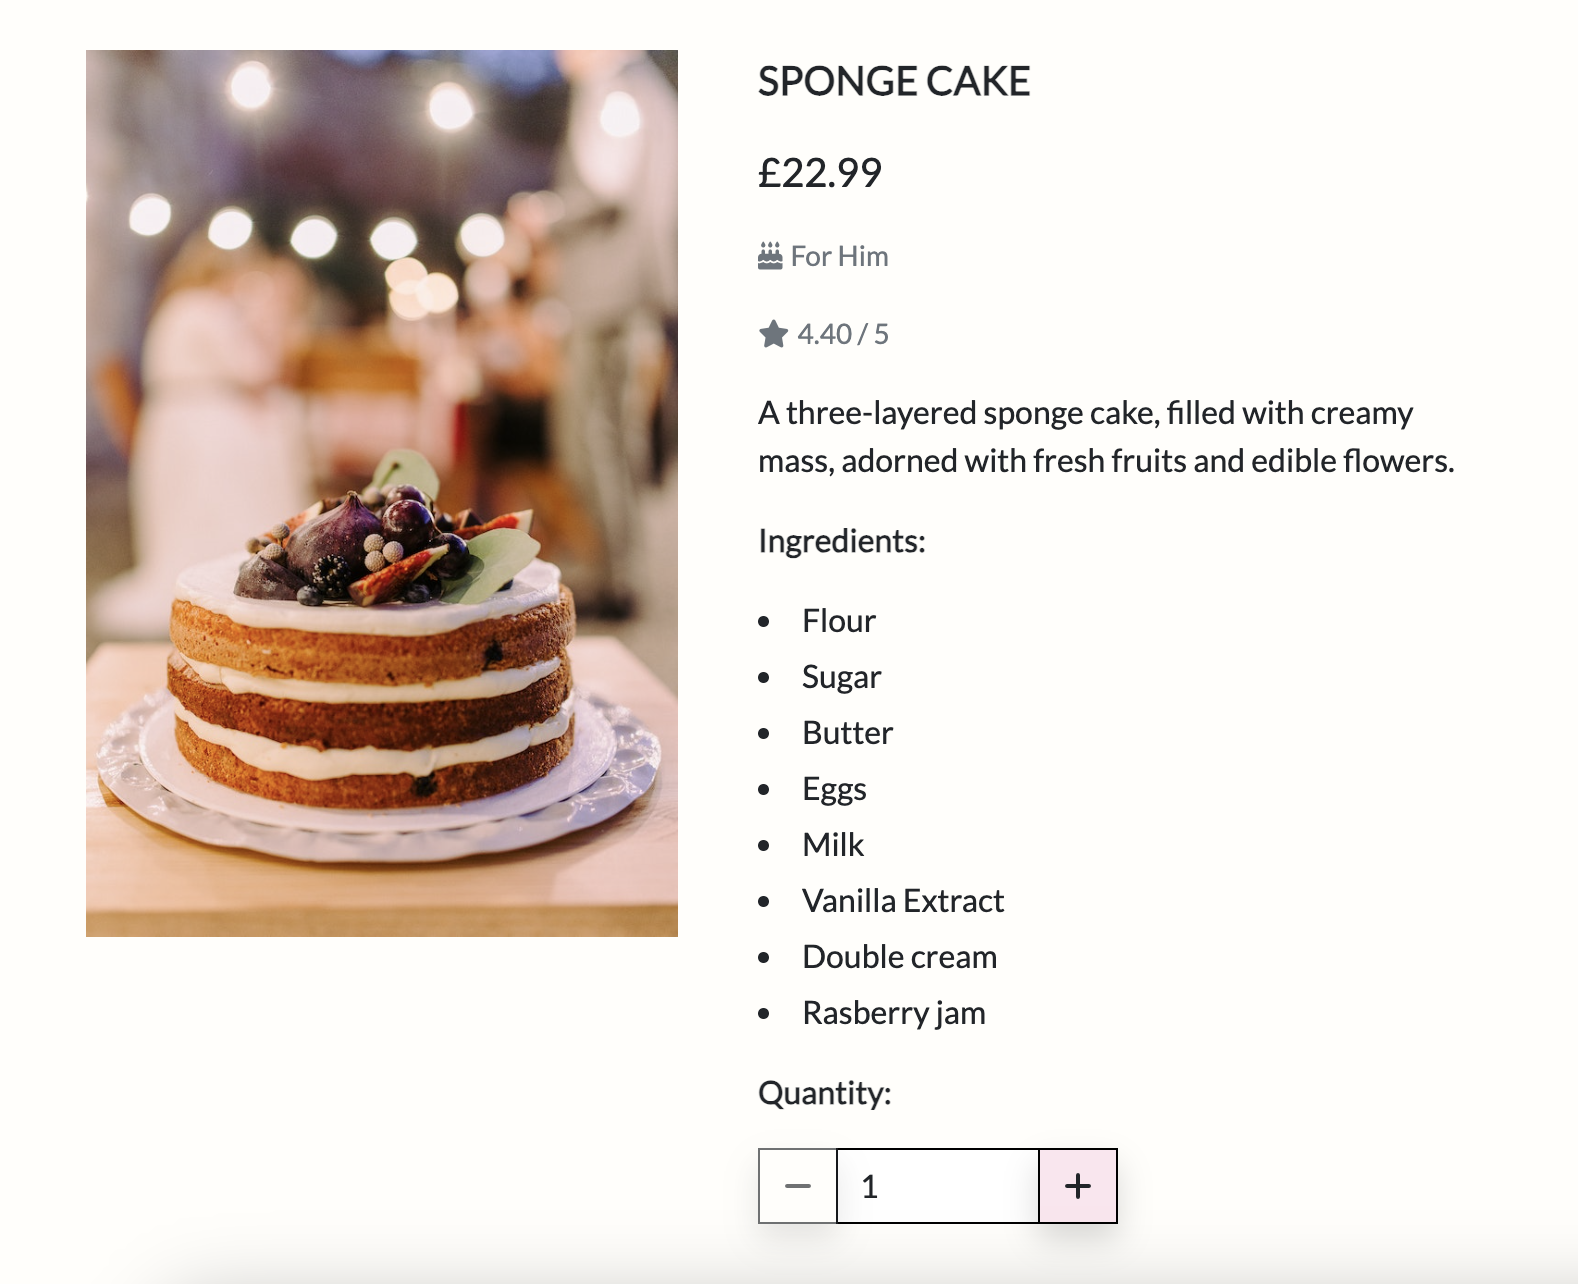 SPONGE CAKE
£22.99
For Him
4.40 / 5
A three-layered sponge cake, filled with creamy
mass, adorned with fresh fruits and edible flowers.
Ingredients:
Flour
Sugar
Butter
Eggs
Milk
Vanilla Extract
Double cream
Rasberry jam
Quantity:
1